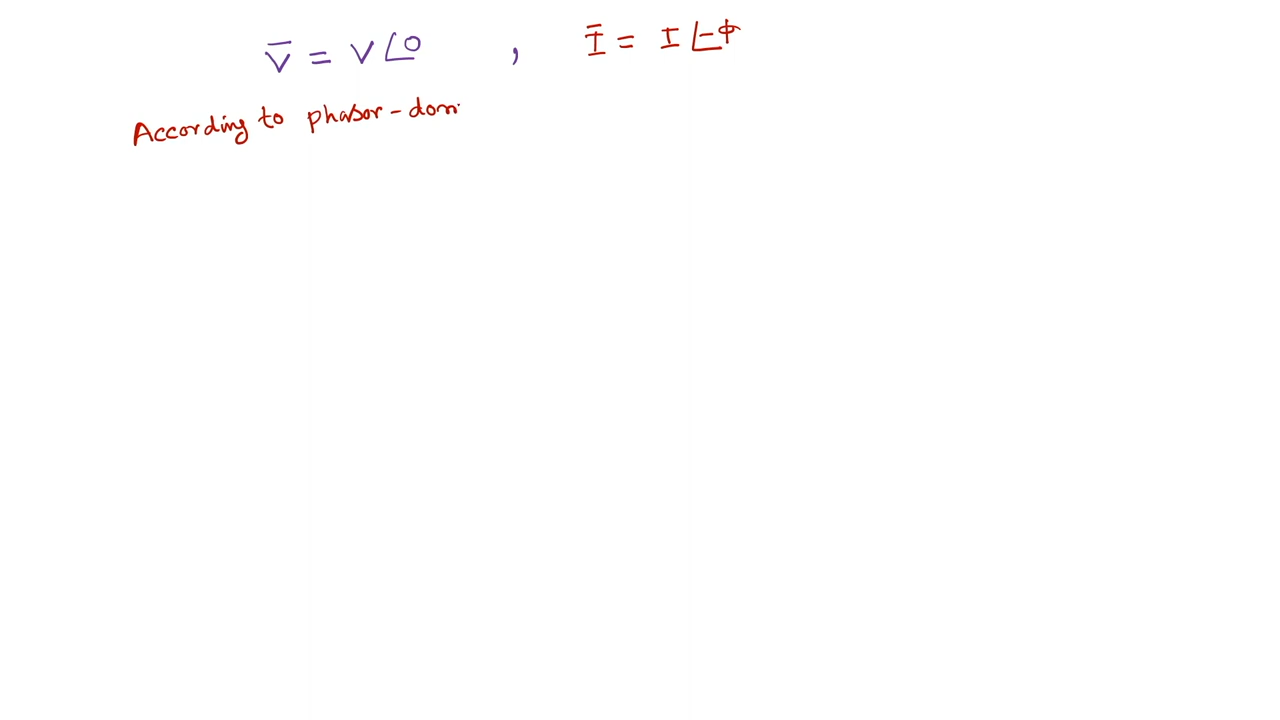 V̅ = V∠0 , I̅ = I∠-ϕ
According to phasor-dom